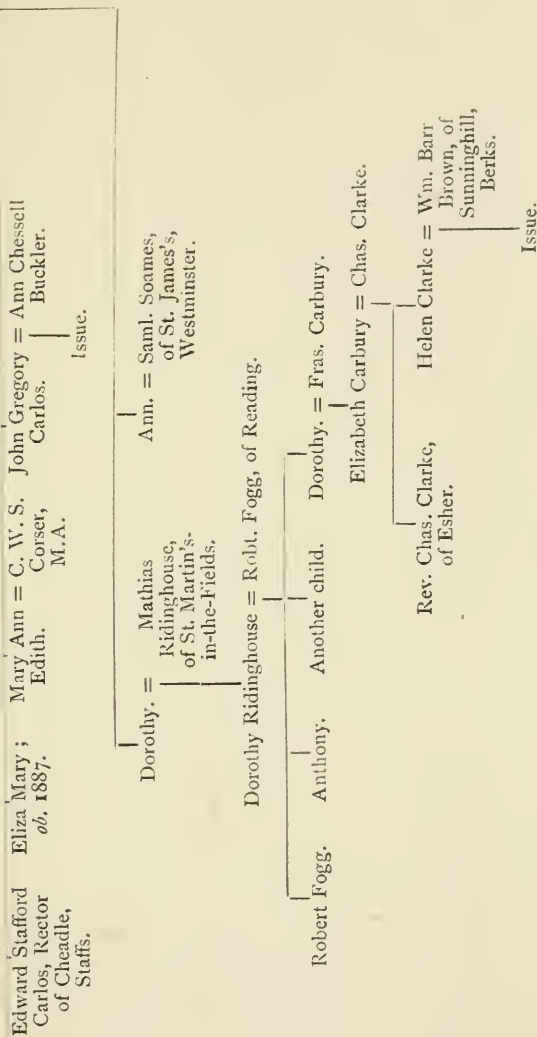 Edward Stafford
Carlos, Rector
of Cheadle,
Staffs.
Eliza Mary ;
ob. 1887.
Mary Ann = C. W. S.
Edith. Corser,
M.A.
John Gregory = Ann Chessell
Carlos. Buckler.
Issue.
Dorothy. = Mathias
Ridinghouse,
of St. Martin's-
in-the-Fields.
Ann. = Saml. Soames,
of St. James's,
Westminster.
Dorothy Ridinghouse = Robt. Fogg, of Reading.
Robert Fogg. Anthony. Another child. Dorothy. = Fras. Carbury.
Elizabeth Carbury = Chas. Clarke.
Rev. Chas. Clarke,
of Esher.
Helen Clarke = Wm. Barr
Brown, of
Sunninghill,
Berks.
Issue.